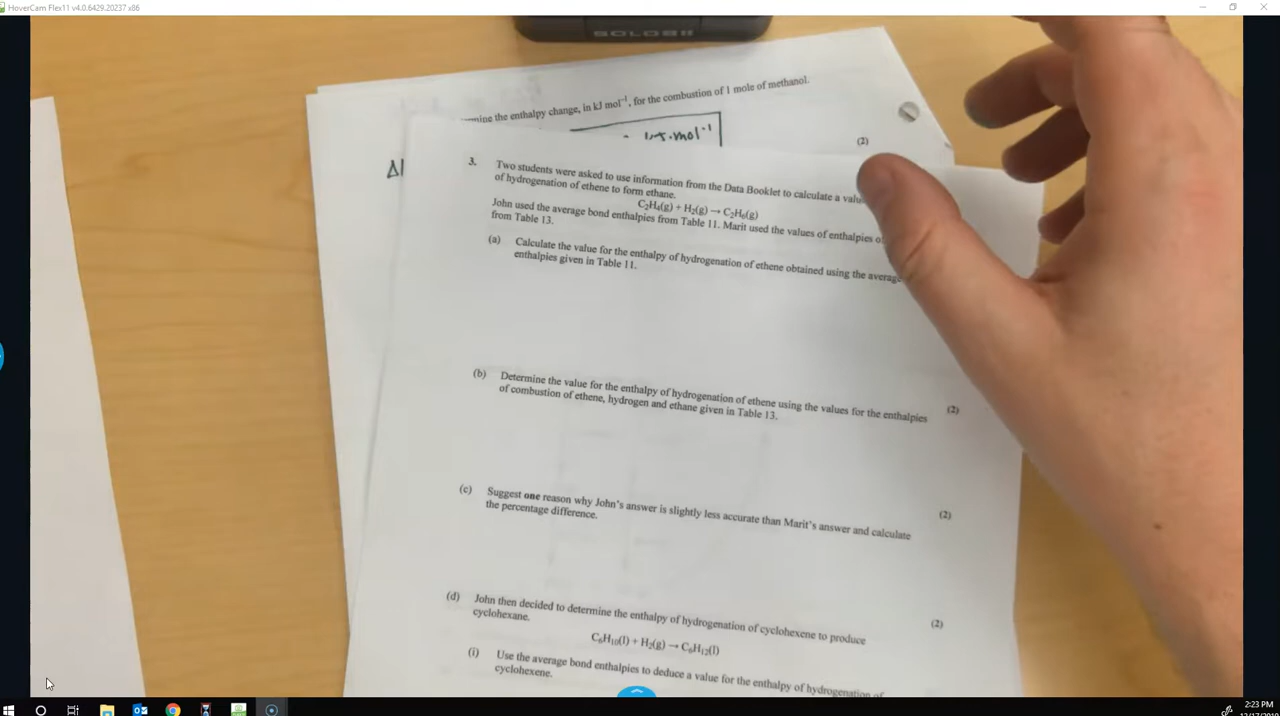 HoverCam Flex11 v4.0.6429.20237 x86
SOLO8
the enthalpy change, in kJ mol⁻¹, for the combustion of 1 mole of methanol.
mol⁻¹
(2)
3. Two students were asked to use information from the Data Booklet to calculate a
of hydrogenation of ethene to form ethane.
C₂H₄(g) + H₂(g) → C₂H₆(g)
John used the average bond enthalpies from Table 11. Marit used the values of enthalpies
from Table 13.
(a) Calculate the value for the enthalpy of hydrogenation of ethene obtained using the average
enthalpies given in Table 11.
(2)
(b) Determine the value for the enthalpy of hydrogenation of ethene using the values for the enthalpies
of combustion of ethene, hydrogen and ethane given in Table 13.
(2)
(c) Suggest one reason why John's answer is slightly less accurate than Marit's answer and calculate
the percentage difference.
(2)
(d) John then decided to determine the enthalpy of hydrogenation of cyclohexene to produce
cyclohexane.
C₆H₁₀(l) + H₂(g) → C₆H₁₂(l)
(i) Use the average bond enthalpies to deduce a value for the enthalpy of hydrogenation of
cyclohexene.
2:23 PM